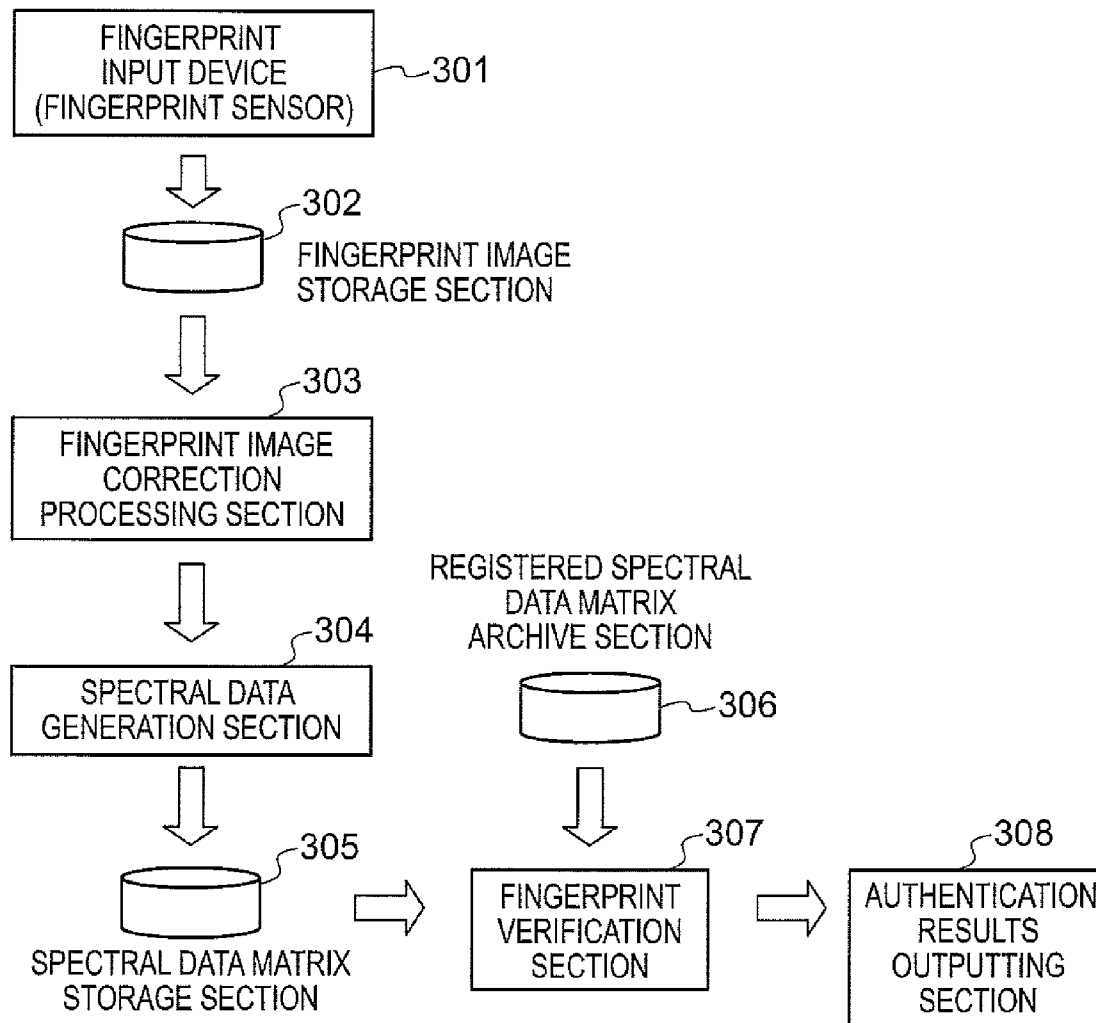 FINGERPRINT
INPUT DEVICE
(FINGERPRINT SENSOR)
301
302
FINGERPRINT IMAGE
STORAGE SECTION
303
FINGERPRINT IMAGE
CORRECTION
PROCESSING SECTION
304
SPECTRAL DATA
GENERATION SECTION
REGISTERED SPECTRAL
DATA MATRIX
ARCHIVE SECTION
306
305
SPECTRAL DATA MATRIX
STORAGE SECTION
307
FINGERPRINT
VERIFICATION
SECTION
308
AUTHENTICATION
RESULTS
OUTPUTTING
SECTION